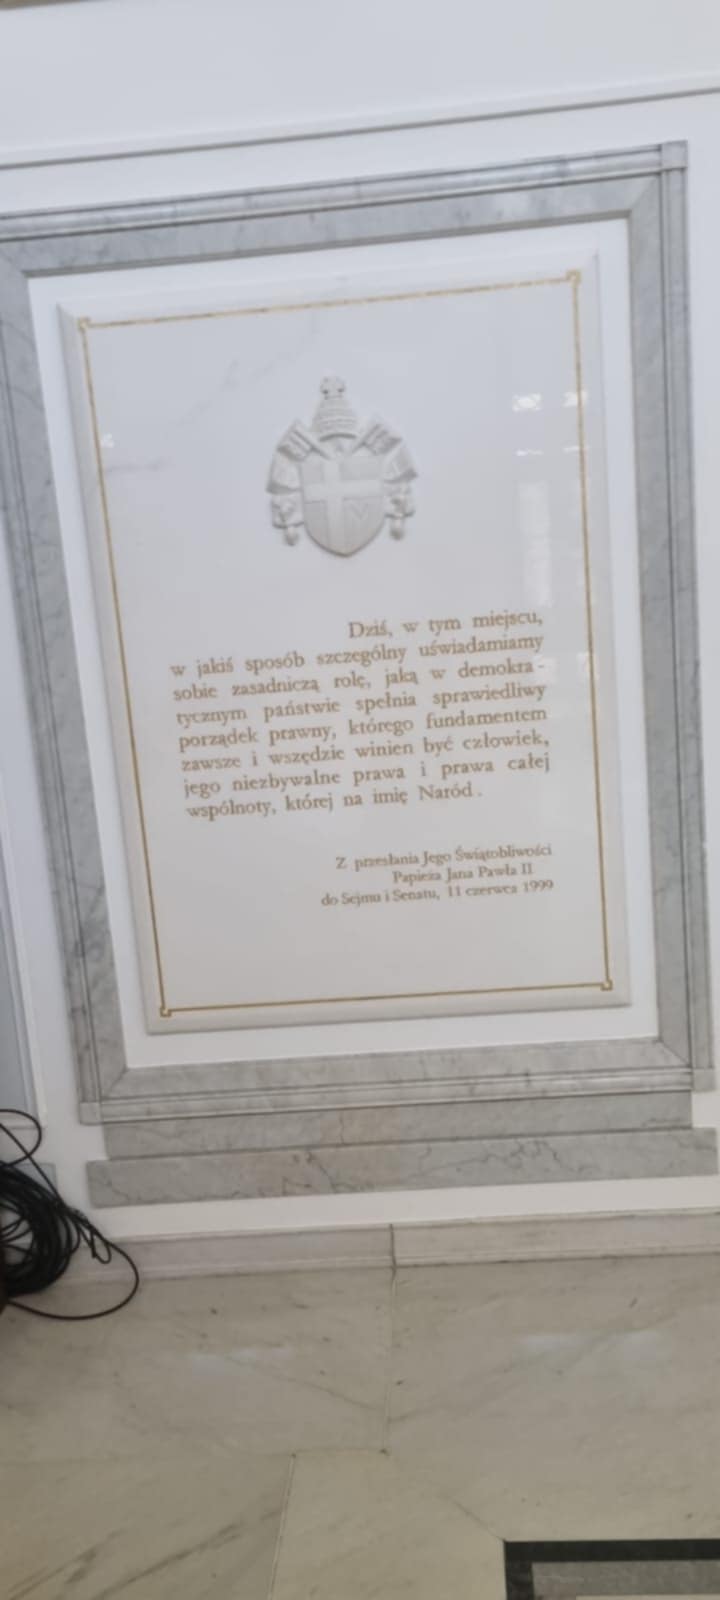 Dziś, w tym miejscu,
w jakiś sposób szczególny uświadamiamy
sobie zasadniczą rolę, jaką w demokra-
tycznym państwie spełnia sprawiedliwy
porządek prawny, którego fundamentem
zawsze i wszędzie winien być człowiek,
jego niezbywalne prawa i prawa całej
wspólnoty, której na imię Naród.
Z przesłania Jego Świątobliwości
Papieża Jana Pawła II
do Sejmu i Senatu, 11 czerwca 1999